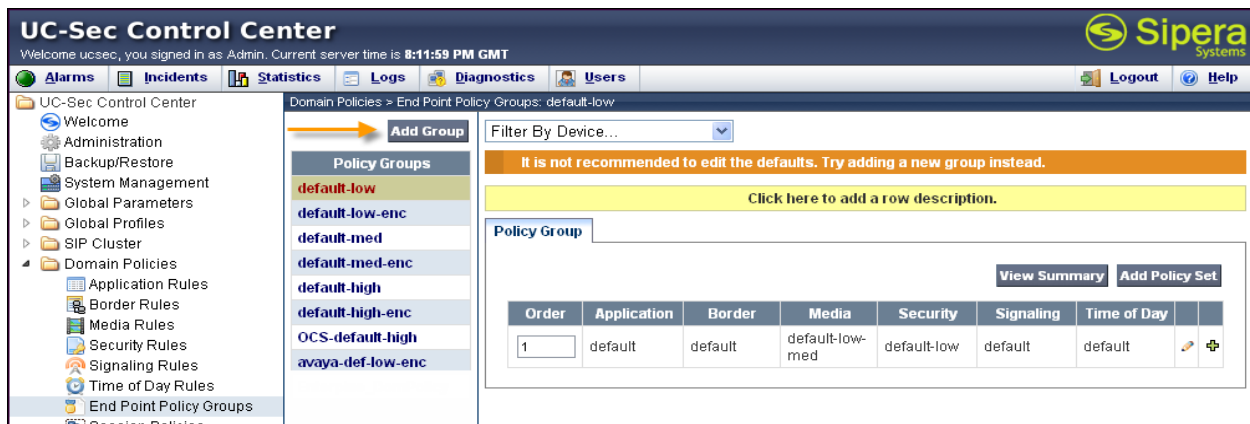 UC-Sec Control Center
Welcome ucsec, you signed in as Admin. Current server time is 8:11:59 PM GMT
Sipera
Systems
Alarms Incidents Statistics Logs Diagnostics Users Logout Help
UC-Sec Control Center
Welcome
Administration
Backup/Restore
System Management
Global Parameters
Global Profiles
SIP Cluster
Domain Policies
Application Rules
Border Rules
Media Rules
Security Rules
Signaling Rules
Time of Day Rules
End Point Policy Groups
Session Policies
Domain Policies > End Point Policy Groups: default-low
Add Group
Policy Groups
default-low
default-low-enc
default-med
default-med-enc
default-high
default-high-enc
OCS-default-high
avaya-def-low-enc
Filter By Device...
It is not recommended to edit the defaults. Try adding a new group instead.
Click here to add a row description.
Policy Group
View Summary Add Policy Set
Order Application Border Media Security Signaling Time of Day
1 default default default-low-med default-low default default